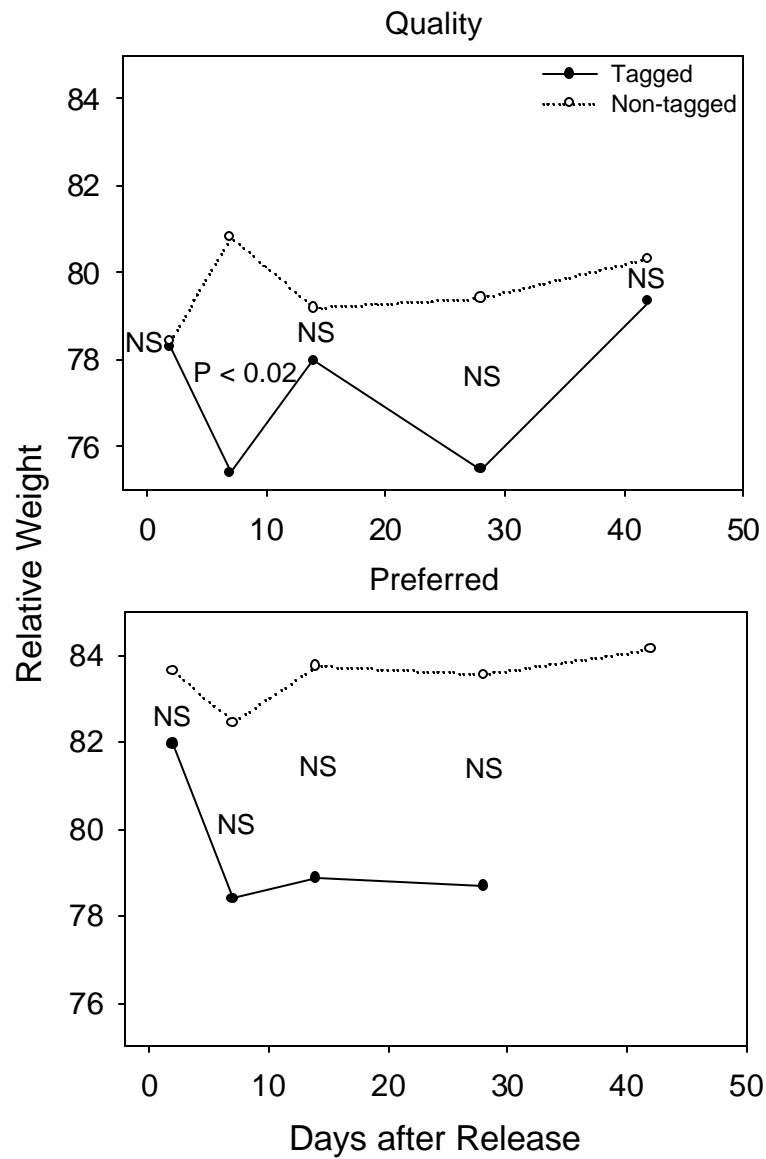 Quality
Tagged
Non-tagged
84
82
80
78
76
NS
P < 0.02
NS
NS
NS
0 10 20 30 40 50
Relative Weight
Preferred
84
82
80
78
76
NS
NS
NS
NS
0 10 20 30 40 50
Days after Release